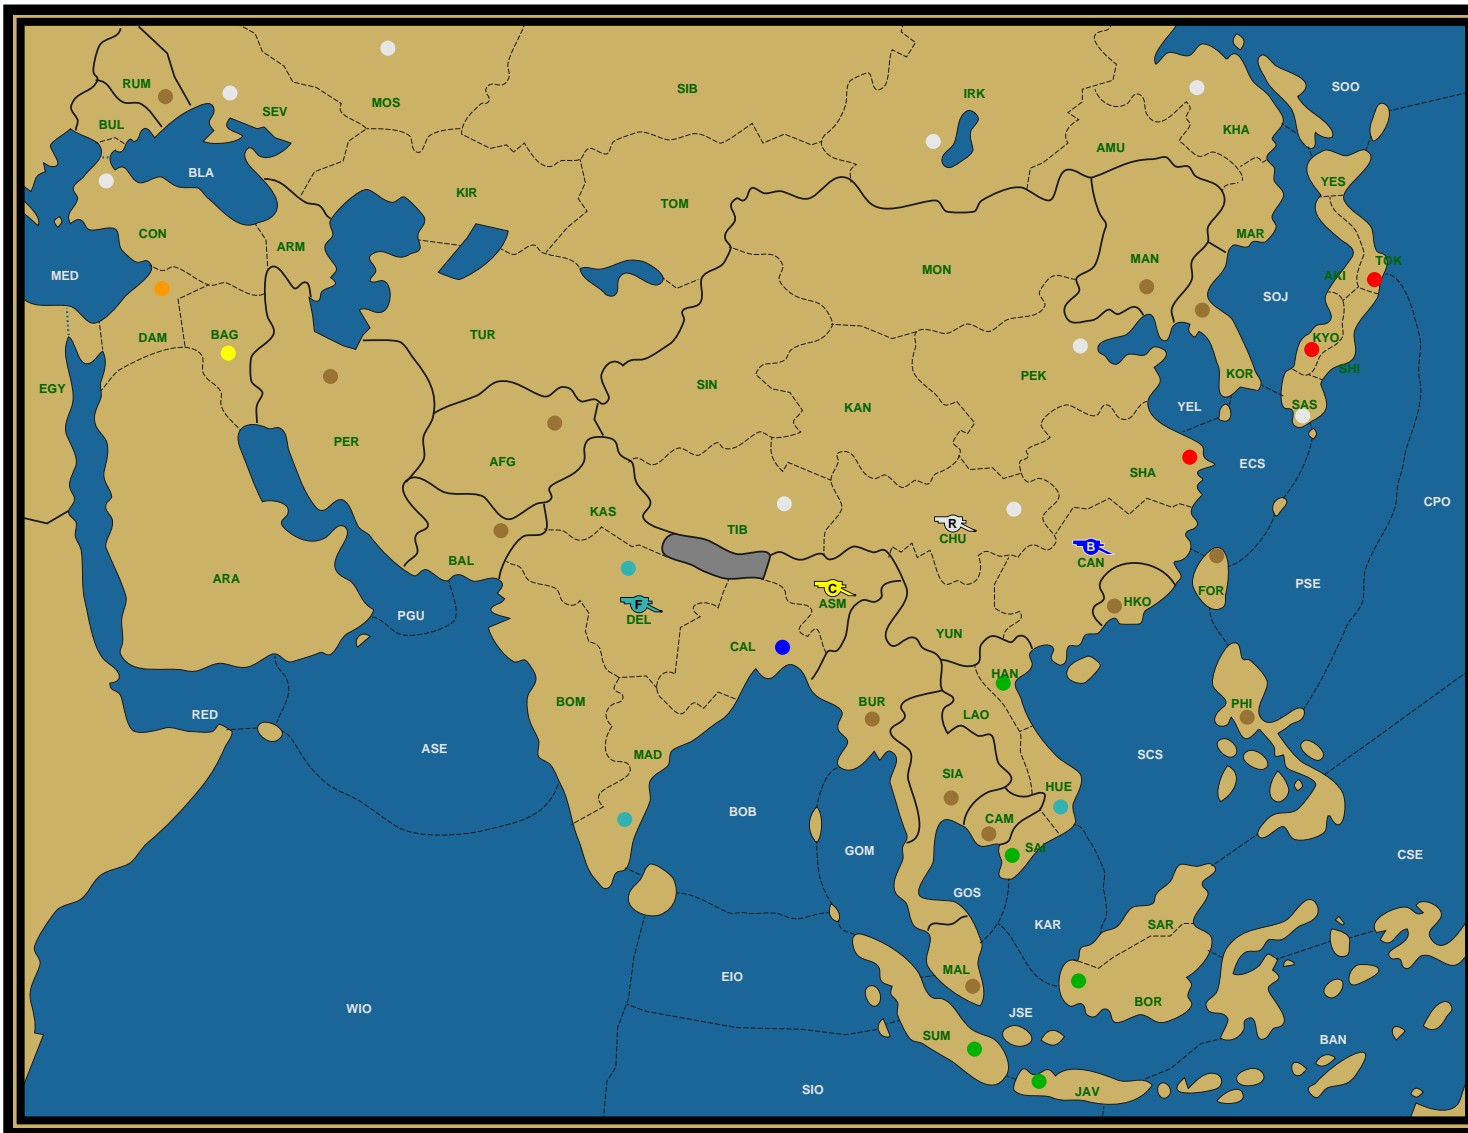 RUM
SEV
MOS
SIB
IRK
SOO
BUL
KHA
AMU
BLA
KIR
TOM
YES
CON
ARM
MAR
MED
MON
MAN
TOK
AKI
SOJ
DAM
BAG
TUR
KYO
EGY
SIN
PEK
KOR
SHI
KAN
YEL
SAS
PER
AFG
SHA
ECS
CPO
KAS
TIB
R
CHU
B
CAN
BAL
ARA
C
ASM
PSE
FOR
HKO
PGU
F
DEL
YUN
CAL
HAN
BOM
BUR
LAO
PHI
RED
ASE
MAD
SCS
SIA
HUE
BOB
CAM
GOM
SAI
CSE
GOS
KAR
SAR
EIO
MAL
WIO
BOR
JSE
SUM
BAN
SIO
JAV